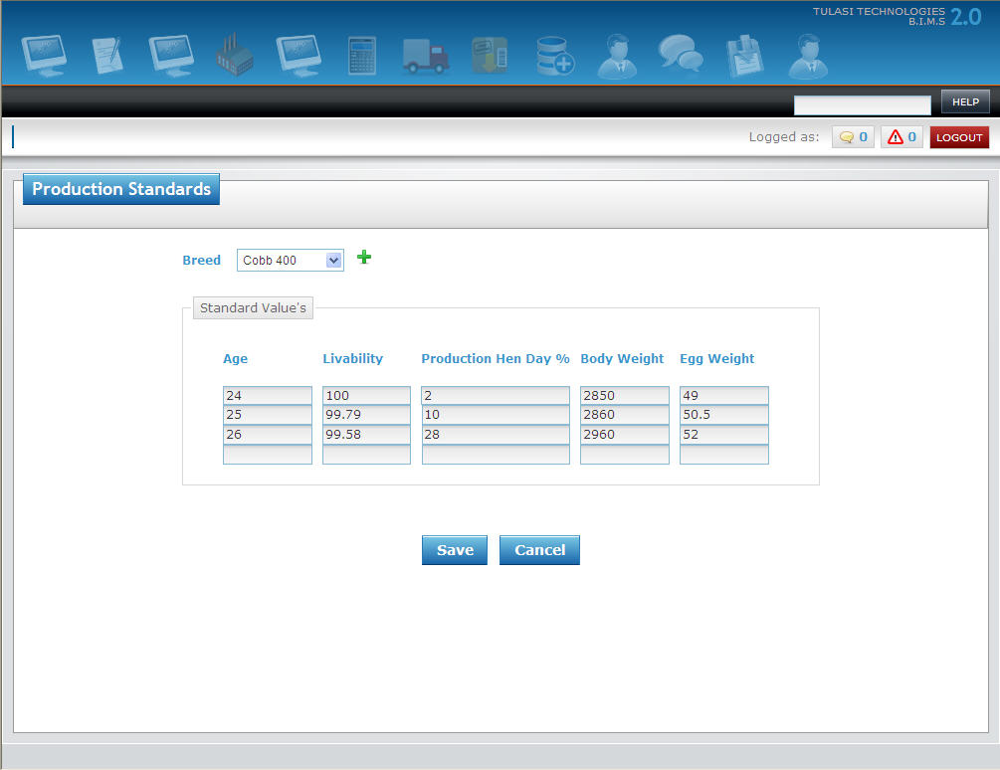 TULASI TECHNOLOGIES
B.I.M.S 2.0
HELP
Logged as: 0 0 LOGOUT
Production Standards
Breed Cobb 400
Standard Value's
Age Livability Production Hen Day % Body Weight Egg Weight
24 100 2 2850 49
25 99.79 10 2860 50.5
26 99.58 28 2960 52
Save Cancel